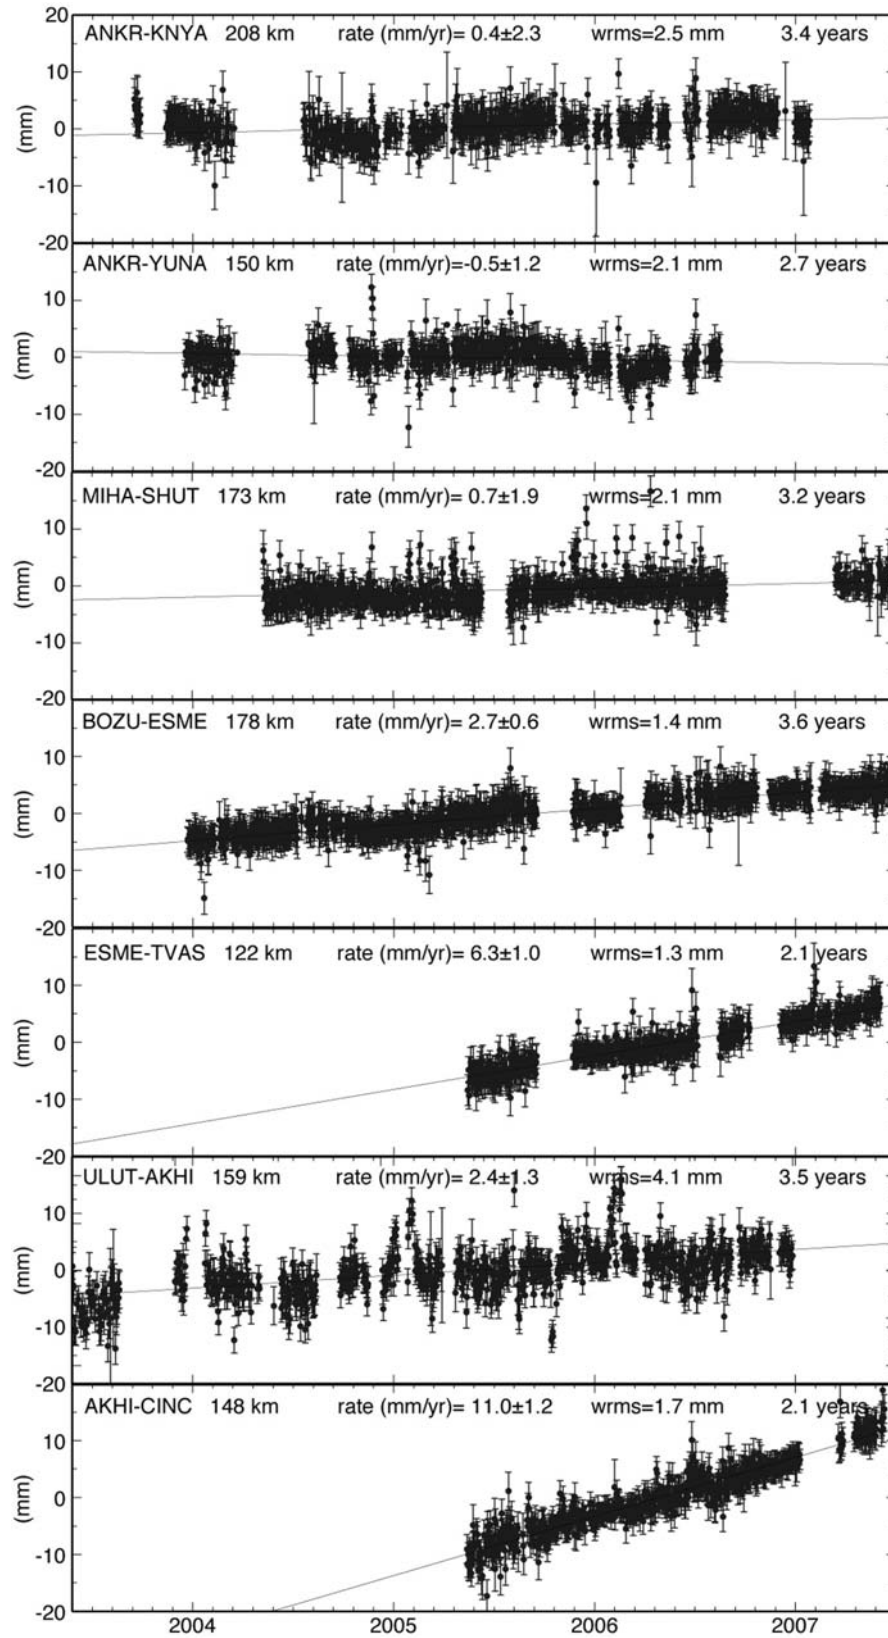 20
ANKR-KNYA 208 km rate (mm/yr)= 0.4±2.3 wrms=2.5 mm 3.4 years
10
(mm)
0
-10
-20
ANKR-YUNA 150 km rate (mm/yr)=-0.5±1.2 wrms=2.1 mm 2.7 years
10
(mm)
0
-10
-20
MIHA-SHUT 173 km rate (mm/yr)= 0.7±1.9 wrms=2.1 mm 3.2 years
10
(mm)
0
-10
-20
BOZU-ESME 178 km rate (mm/yr)= 2.7±0.6 wrms=1.4 mm 3.6 years
10
(mm)
0
-10
-20
ESME-TVAS 122 km rate (mm/yr)= 6.3±1.0 wrms=1.3 mm 2.1 years
10
(mm)
0
-10
-20
ULUT-AKHI 159 km rate (mm/yr)= 2.4±1.3 wrms=4.1 mm 3.5 years
10
(mm)
0
-10
-20
AKHI-CINC 148 km rate (mm/yr)= 11.0±1.2 wrms=1.7 mm 2.1 years
10
(mm)
0
-10
-20
2004 2005 2006 2007